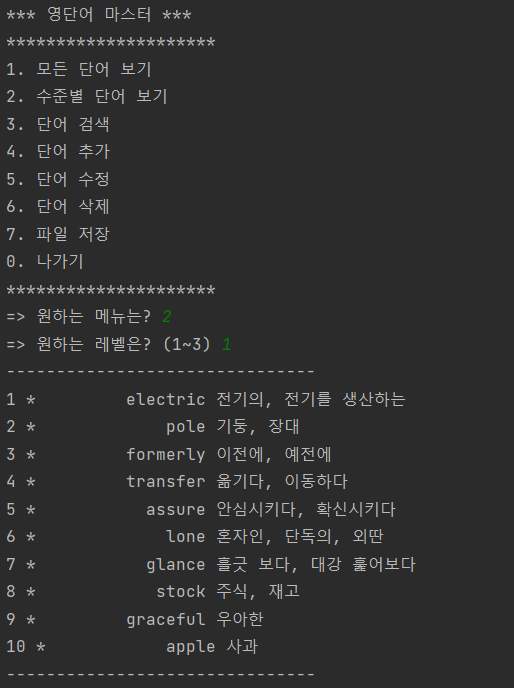 *** 영단어 마스터 ***
*********************
1. 모든 단어 보기
2. 수준별 단어 보기
3. 단어 검색
4. 단어 추가
5. 단어 수정
6. 단어 삭제
7. 파일 저장
0. 나가기
*********************
=> 원하는 메뉴는? 2
=> 원하는 레벨은? (1~3) 1
-------------------------------
1 *         electric 전기의, 전기를 생산하는
2 *             pole 기둥, 장대
3 *         formerly 이전에, 예전에
4 *         transfer 옮기다, 이동하다
5 *           assure 안심시키다, 확신시키다
6 *             lone 혼자인, 단독의, 외딴
7 *           glance 흘긋 보다, 대강 훑어보다
8 *            stock 주식, 재고
9 *         graceful 우아한
10 *            apple 사과
-------------------------------